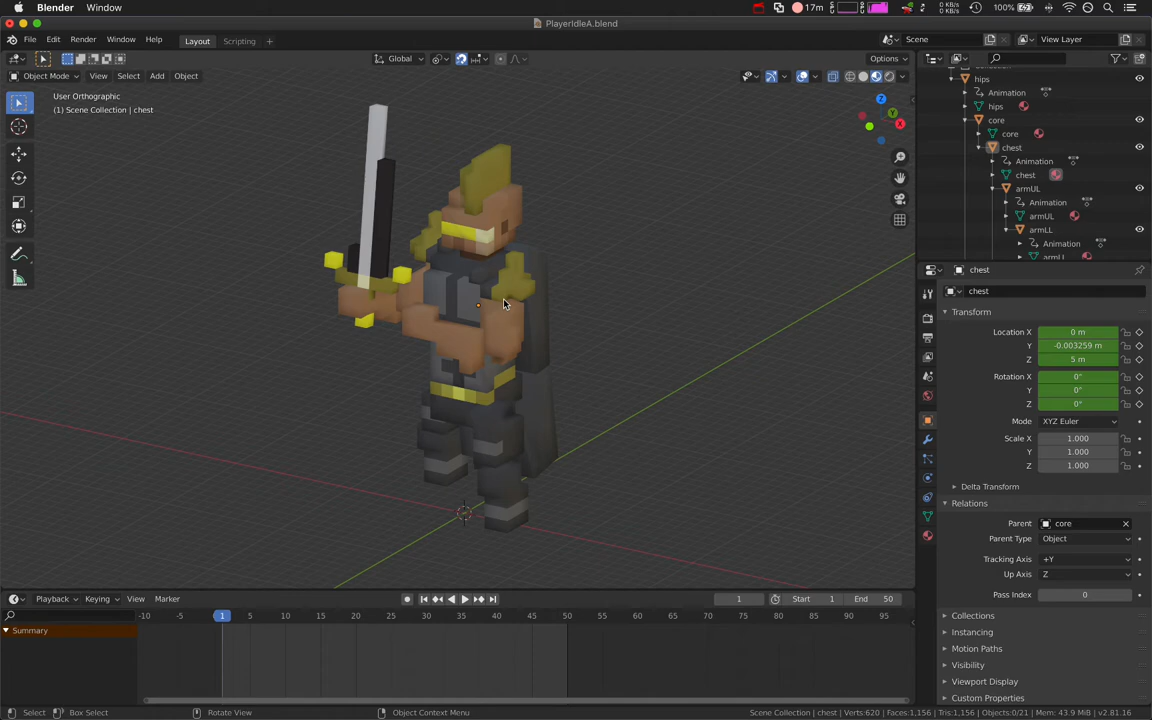 Blender Window 17m 0 KB/s 0 KB/s 100%
PlayerIdleA.blend
File Edit Render Window Help Layout Scripting + Scene View Layer
Global Options
Object Mode View Select Add Object
User Orthographic
(1) Scene Collection | chest
Z
Y
X
hips
Animation
hips
core
core
chest
Animation
chest
armUL
Animation
armUL
armLL
Animation
chest
chest
Transform
Location X 0 m
Y -0.003259 m
Z 5 m
Rotation X 0°
Y 0°
Z 0°
Mode XYZ Euler
Scale X 1.000
Y 1.000
Z 1.000
Delta Transform
Relations
Parent core
Parent Type Object
Tracking Axis +Y
Up Axis Z
Pass Index 0
Collections
Instancing
Motion Paths
Visibility
Viewport Display
Custom Properties
Playback Keying View Marker 1 Start 1 End 50
-10 -5 1 5 10 15 20 25 30 35 40 45 50 55 60 65 70 75 80 85 90 95
Summary
Select Box Select Rotate View Object Context Menu Scene Collection | chest | Verts:620 | Faces:1,156 | Tris:1,156 | Objects:0/21 | Mem: 43.9 MiB | v2.81.16